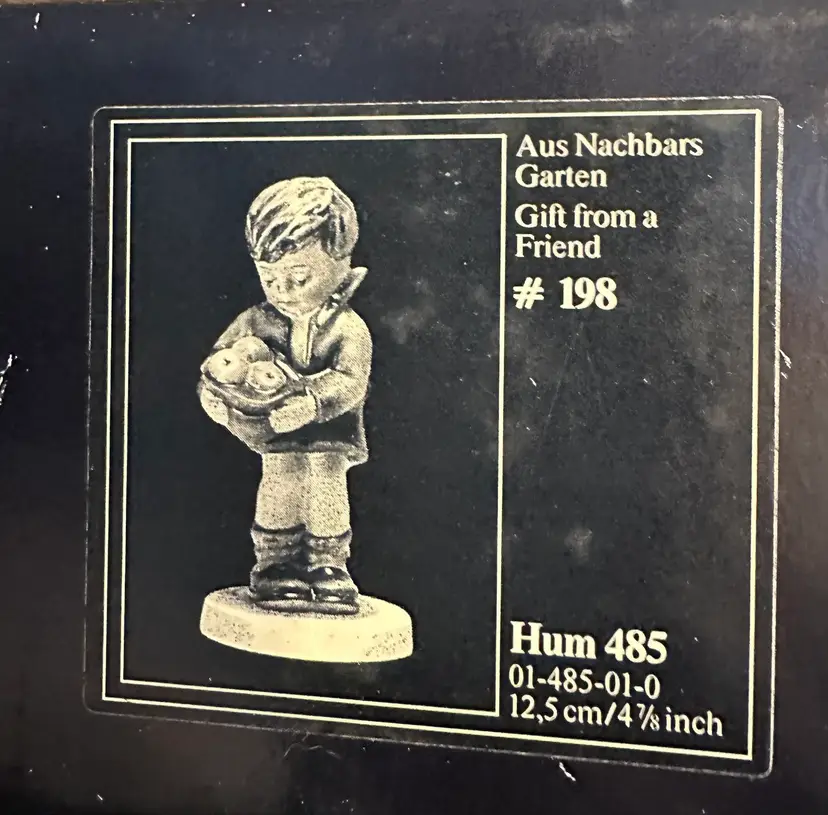 Aus Nachbars
Garten
Gift from a
Friend
# 198
Hum 485
01-485-01-0
12,5 cm/4 ⅞ inch